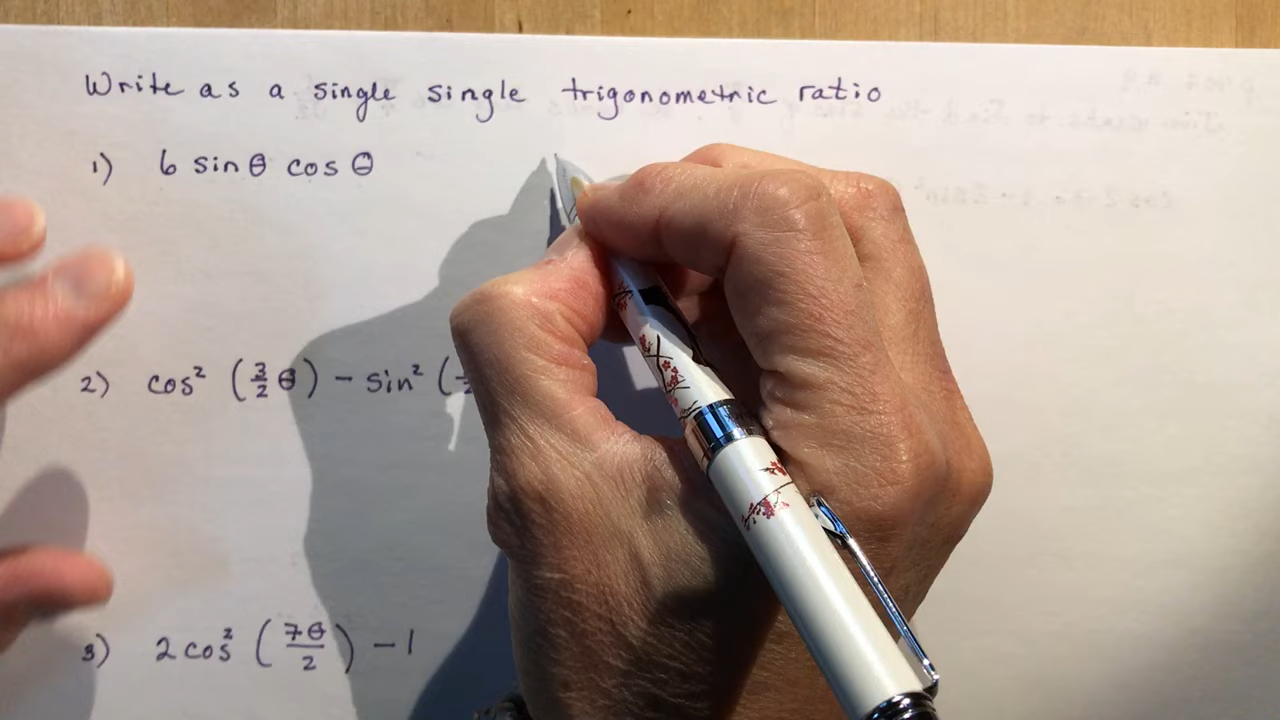 Write as a single single trigonometric ratio
1) 6 sin θ cos θ
2) cos² (3/2 θ) - sin² (
3) 2 cos² (7θ/2) - 1